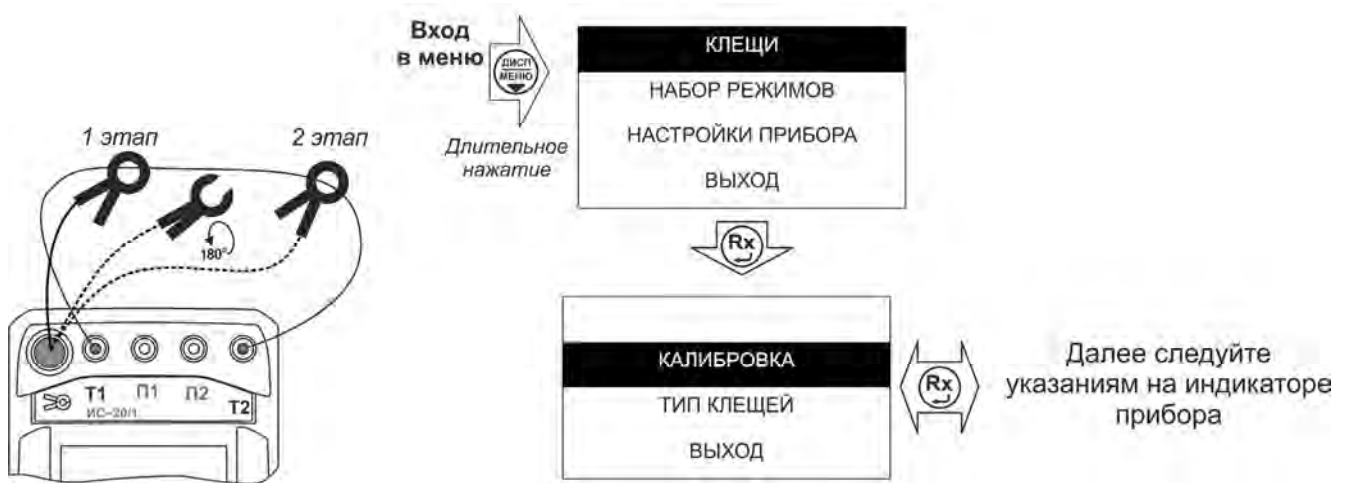 Вход
в меню
ДИСП
МЕНЮ
Длительное
нажатие
КЛЕЩИ
НАБОР РЕЖИМОВ
НАСТРОЙКИ ПРИБОРА
ВЫХОД
1 этап
2 этап
180°
Rx
Т1
П1
П2
Т2
ИС-20/1
КАЛИБРОВКА
ТИП КЛЕЩЕЙ
ВЫХОД
Rx
Далее следуйте
указаниям на индикаторе
прибора